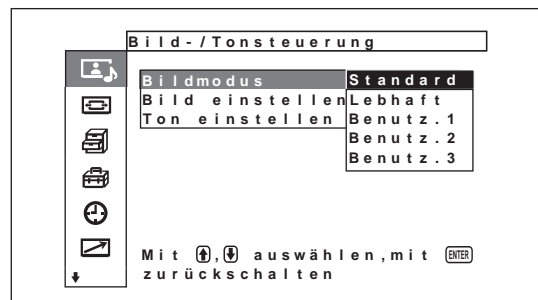 Bild-/Tonsteuerung
Bildmodus Standard
Bild einstellen Lebhaft
Ton einstellen Benutz.1
Benutz.2
Benutz.3
Mit ↑,↓ auswählen,mit ENTER
zurückschalten